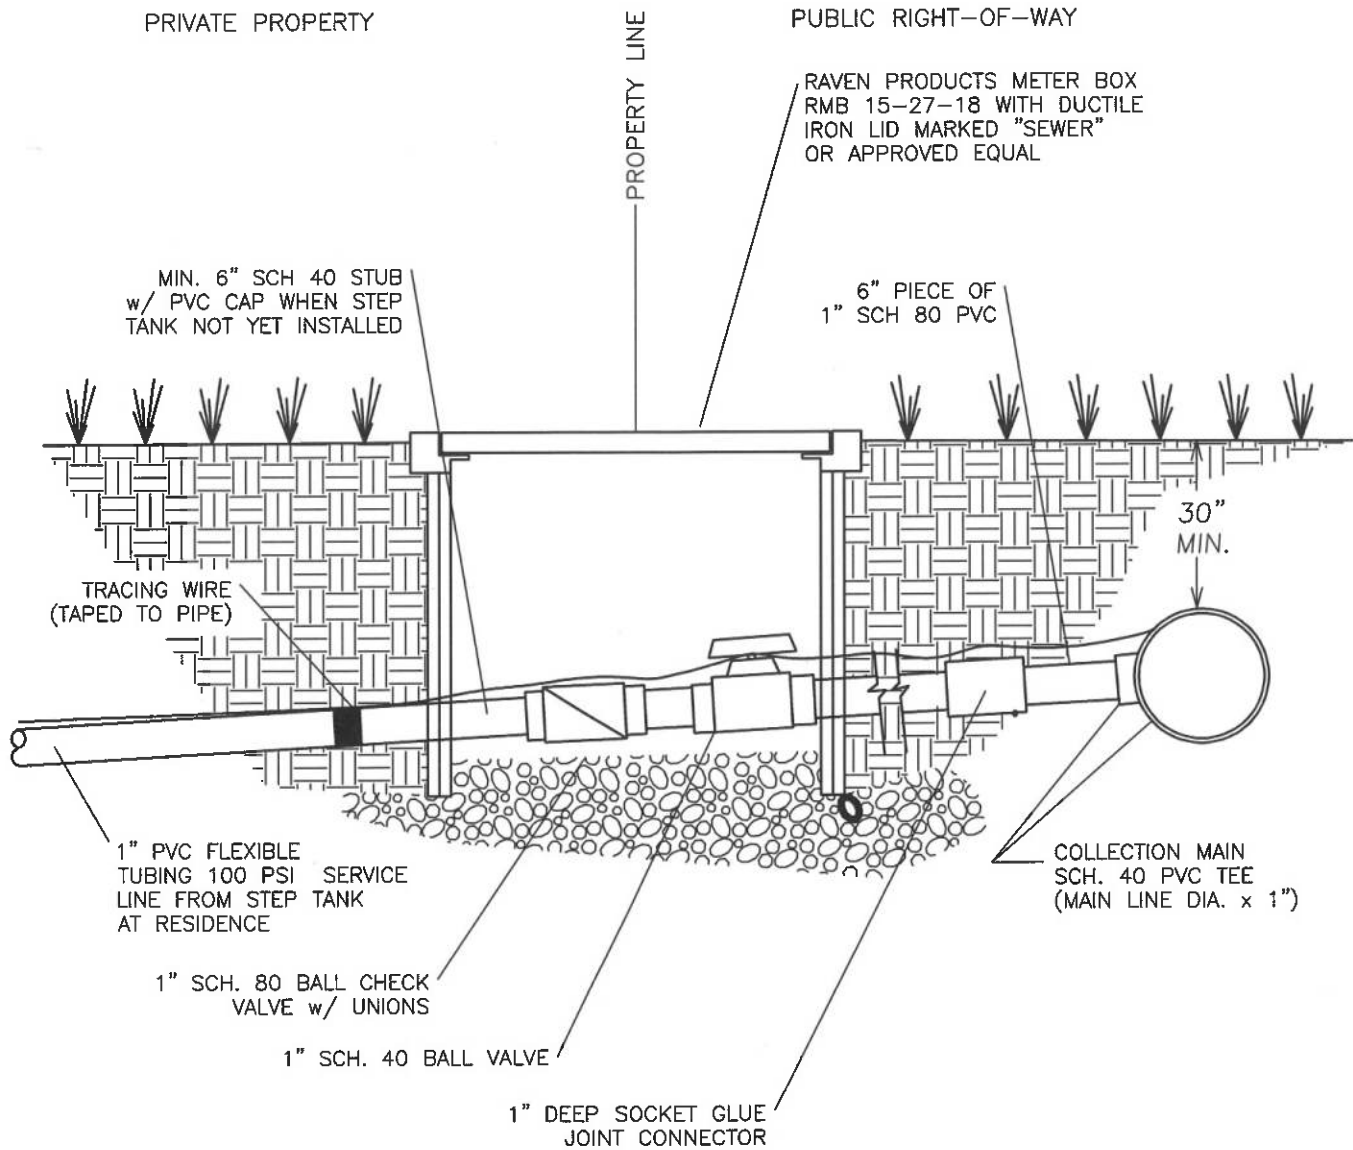 PRIVATE PROPERTY
PUBLIC RIGHT-OF-WAY
PROPERTY LINE
RAVEN PRODUCTS METER BOX
RMB 15-27-18 WITH DUCTILE
IRON LID MARKED "SEWER"
OR APPROVED EQUAL
MIN. 6" SCH 40 STUB
w/ PVC CAP WHEN STEP
TANK NOT YET INSTALLED
6" PIECE OF
1" SCH 80 PVC
30"
MIN.
TRACING WIRE
(TAPED TO PIPE)
1" PVC FLEXIBLE
TUBING 100 PSI SERVICE
LINE FROM STEP TANK
AT RESIDENCE
COLLECTION MAIN
SCH. 40 PVC TEE
(MAIN LINE DIA. x 1")
1" SCH. 80 BALL CHECK
VALVE w/ UNIONS
1" SCH. 40 BALL VALVE
1" DEEP SOCKET GLUE
JOINT CONNECTOR